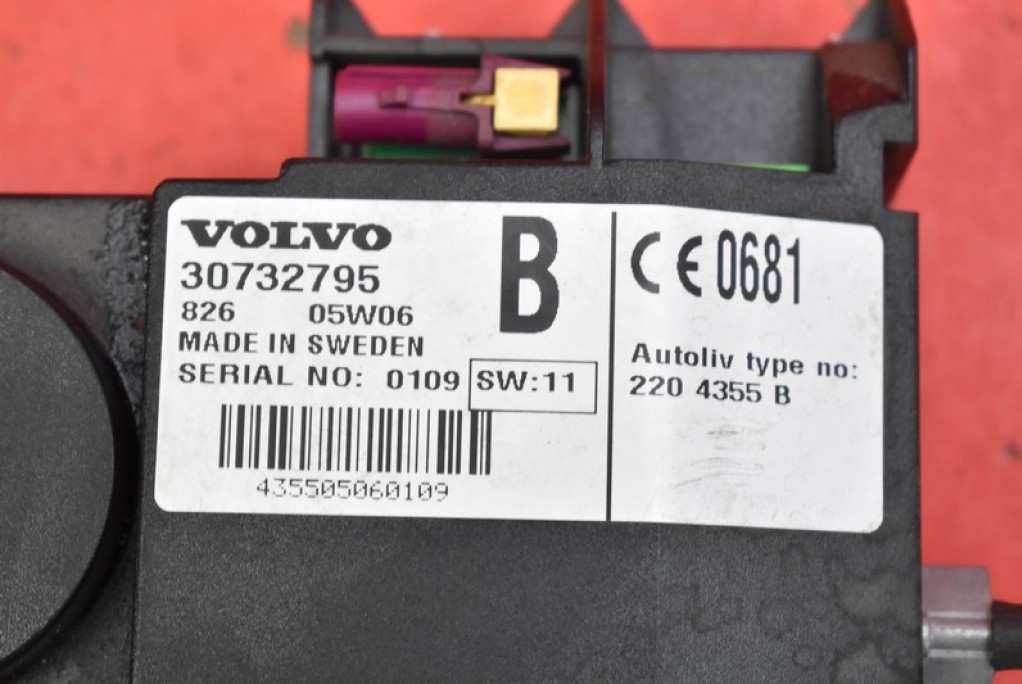 VOLVO
30732795
826 05W06
MADE IN SWEDEN
SERIAL NO: 0109 SW:11
435505060109
B
CE 0681
Autoliv type no:
220 4355 B